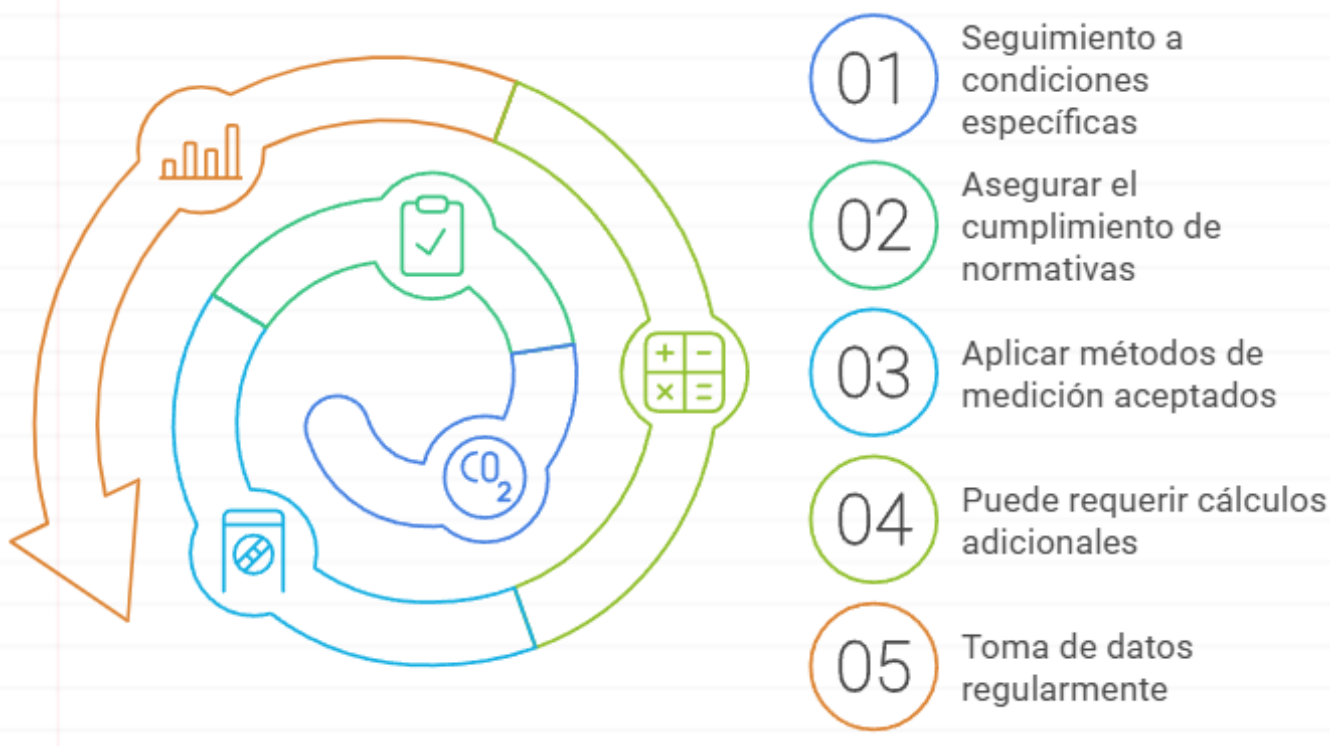 01
Seguimiento a
condiciones
específicas
02
Asegurar el
cumplimiento de
normativas
03
Aplicar métodos de
medición aceptados
04
Puede requerir cálculos
adicionales
05
Toma de datos
regularmente
CO2
+ −
× =